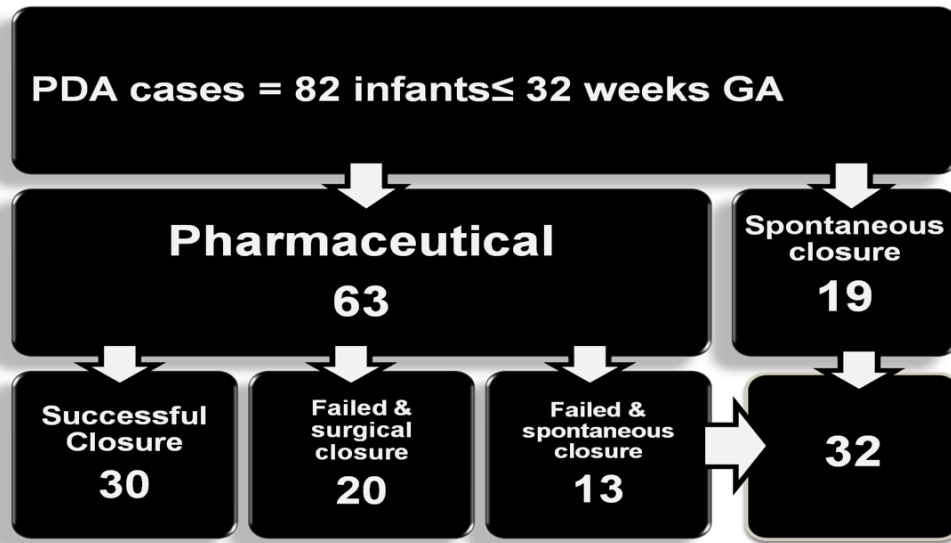 PDA cases = 82 infants≤ 32 weeks GA
Pharmaceutical
63
Spontaneous
closure
19
Successful
Closure
30
Failed &
surgical
closure
20
Failed &
spontaneous
closure
13
32